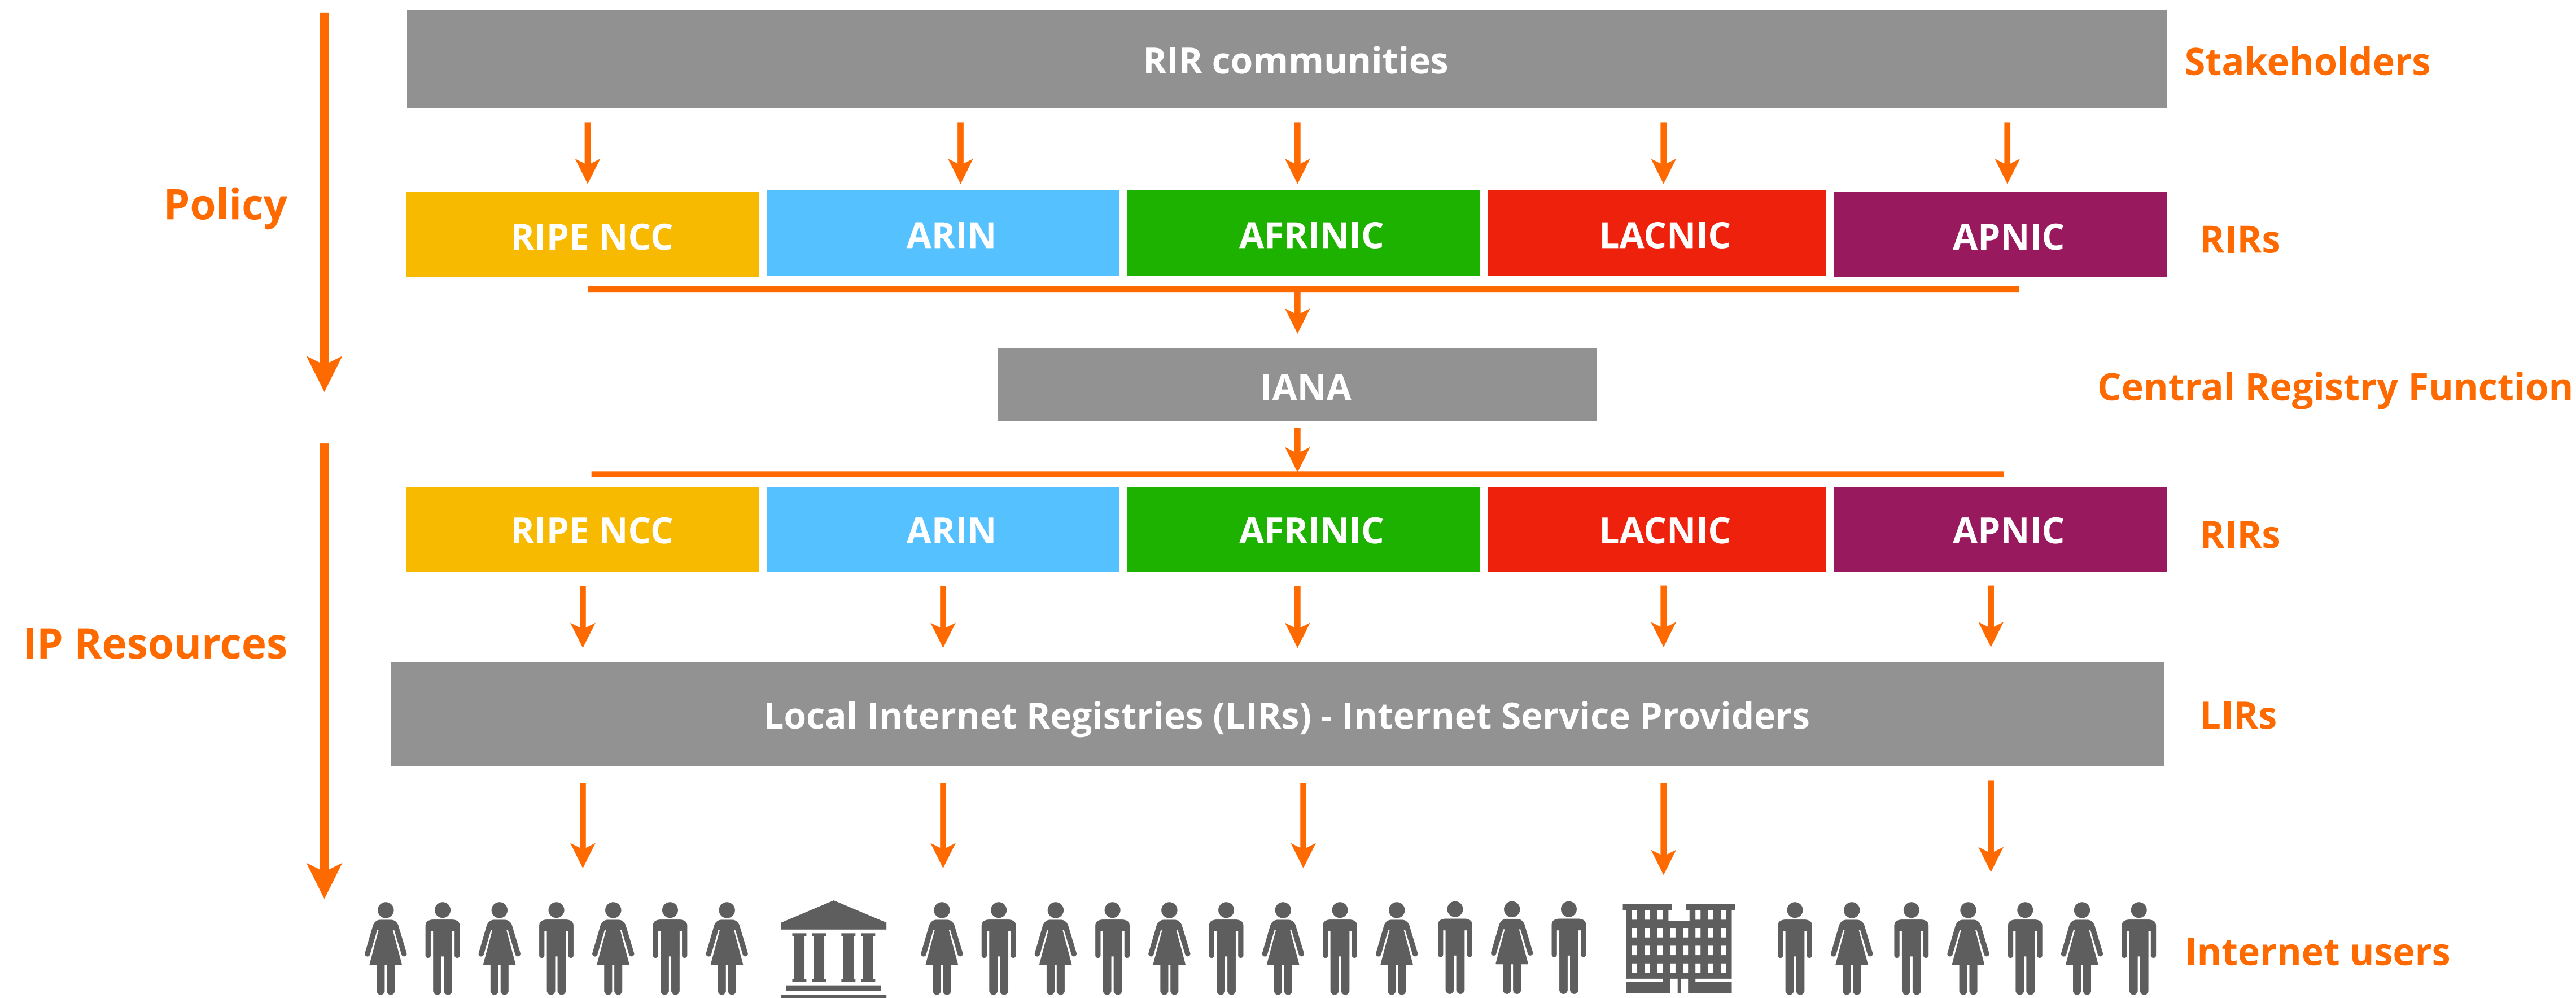 RIR communities
Stakeholders
Policy
RIPE NCC
ARIN
AFRINIC
LACNIC
APNIC
RIRs
IANA
Central Registry Function
RIPE NCC
ARIN
AFRINIC
LACNIC
APNIC
RIRs
IP Resources
Local Internet Registries (LIRs) - Internet Service Providers
LIRs
Internet users